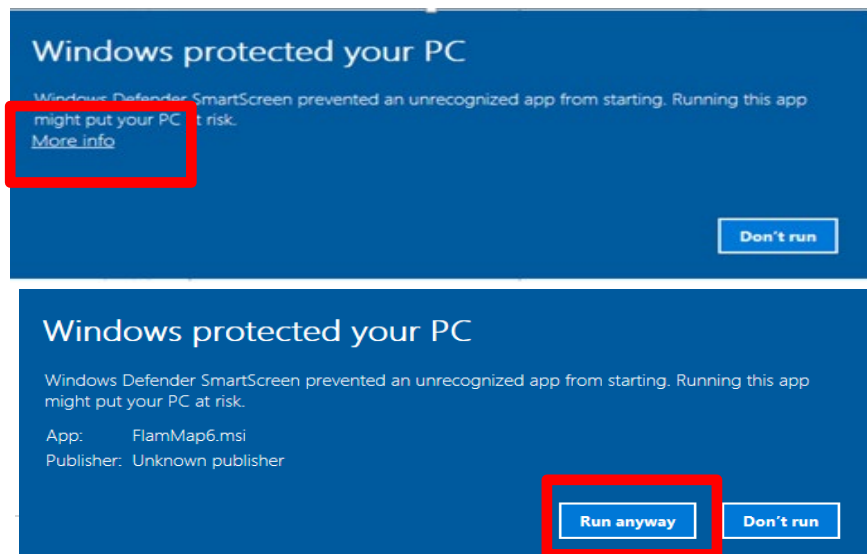 Windows protected your PC
Windows Defender SmartScreen prevented an unrecognized app from starting. Running this app
might put your PC at risk.
More info
Don't run
Windows protected your PC
Windows Defender SmartScreen prevented an unrecognized app from starting. Running this app
might put your PC at risk.
App: FlamMap6.msi
Publisher: Unknown publisher
Run anyway Don't run